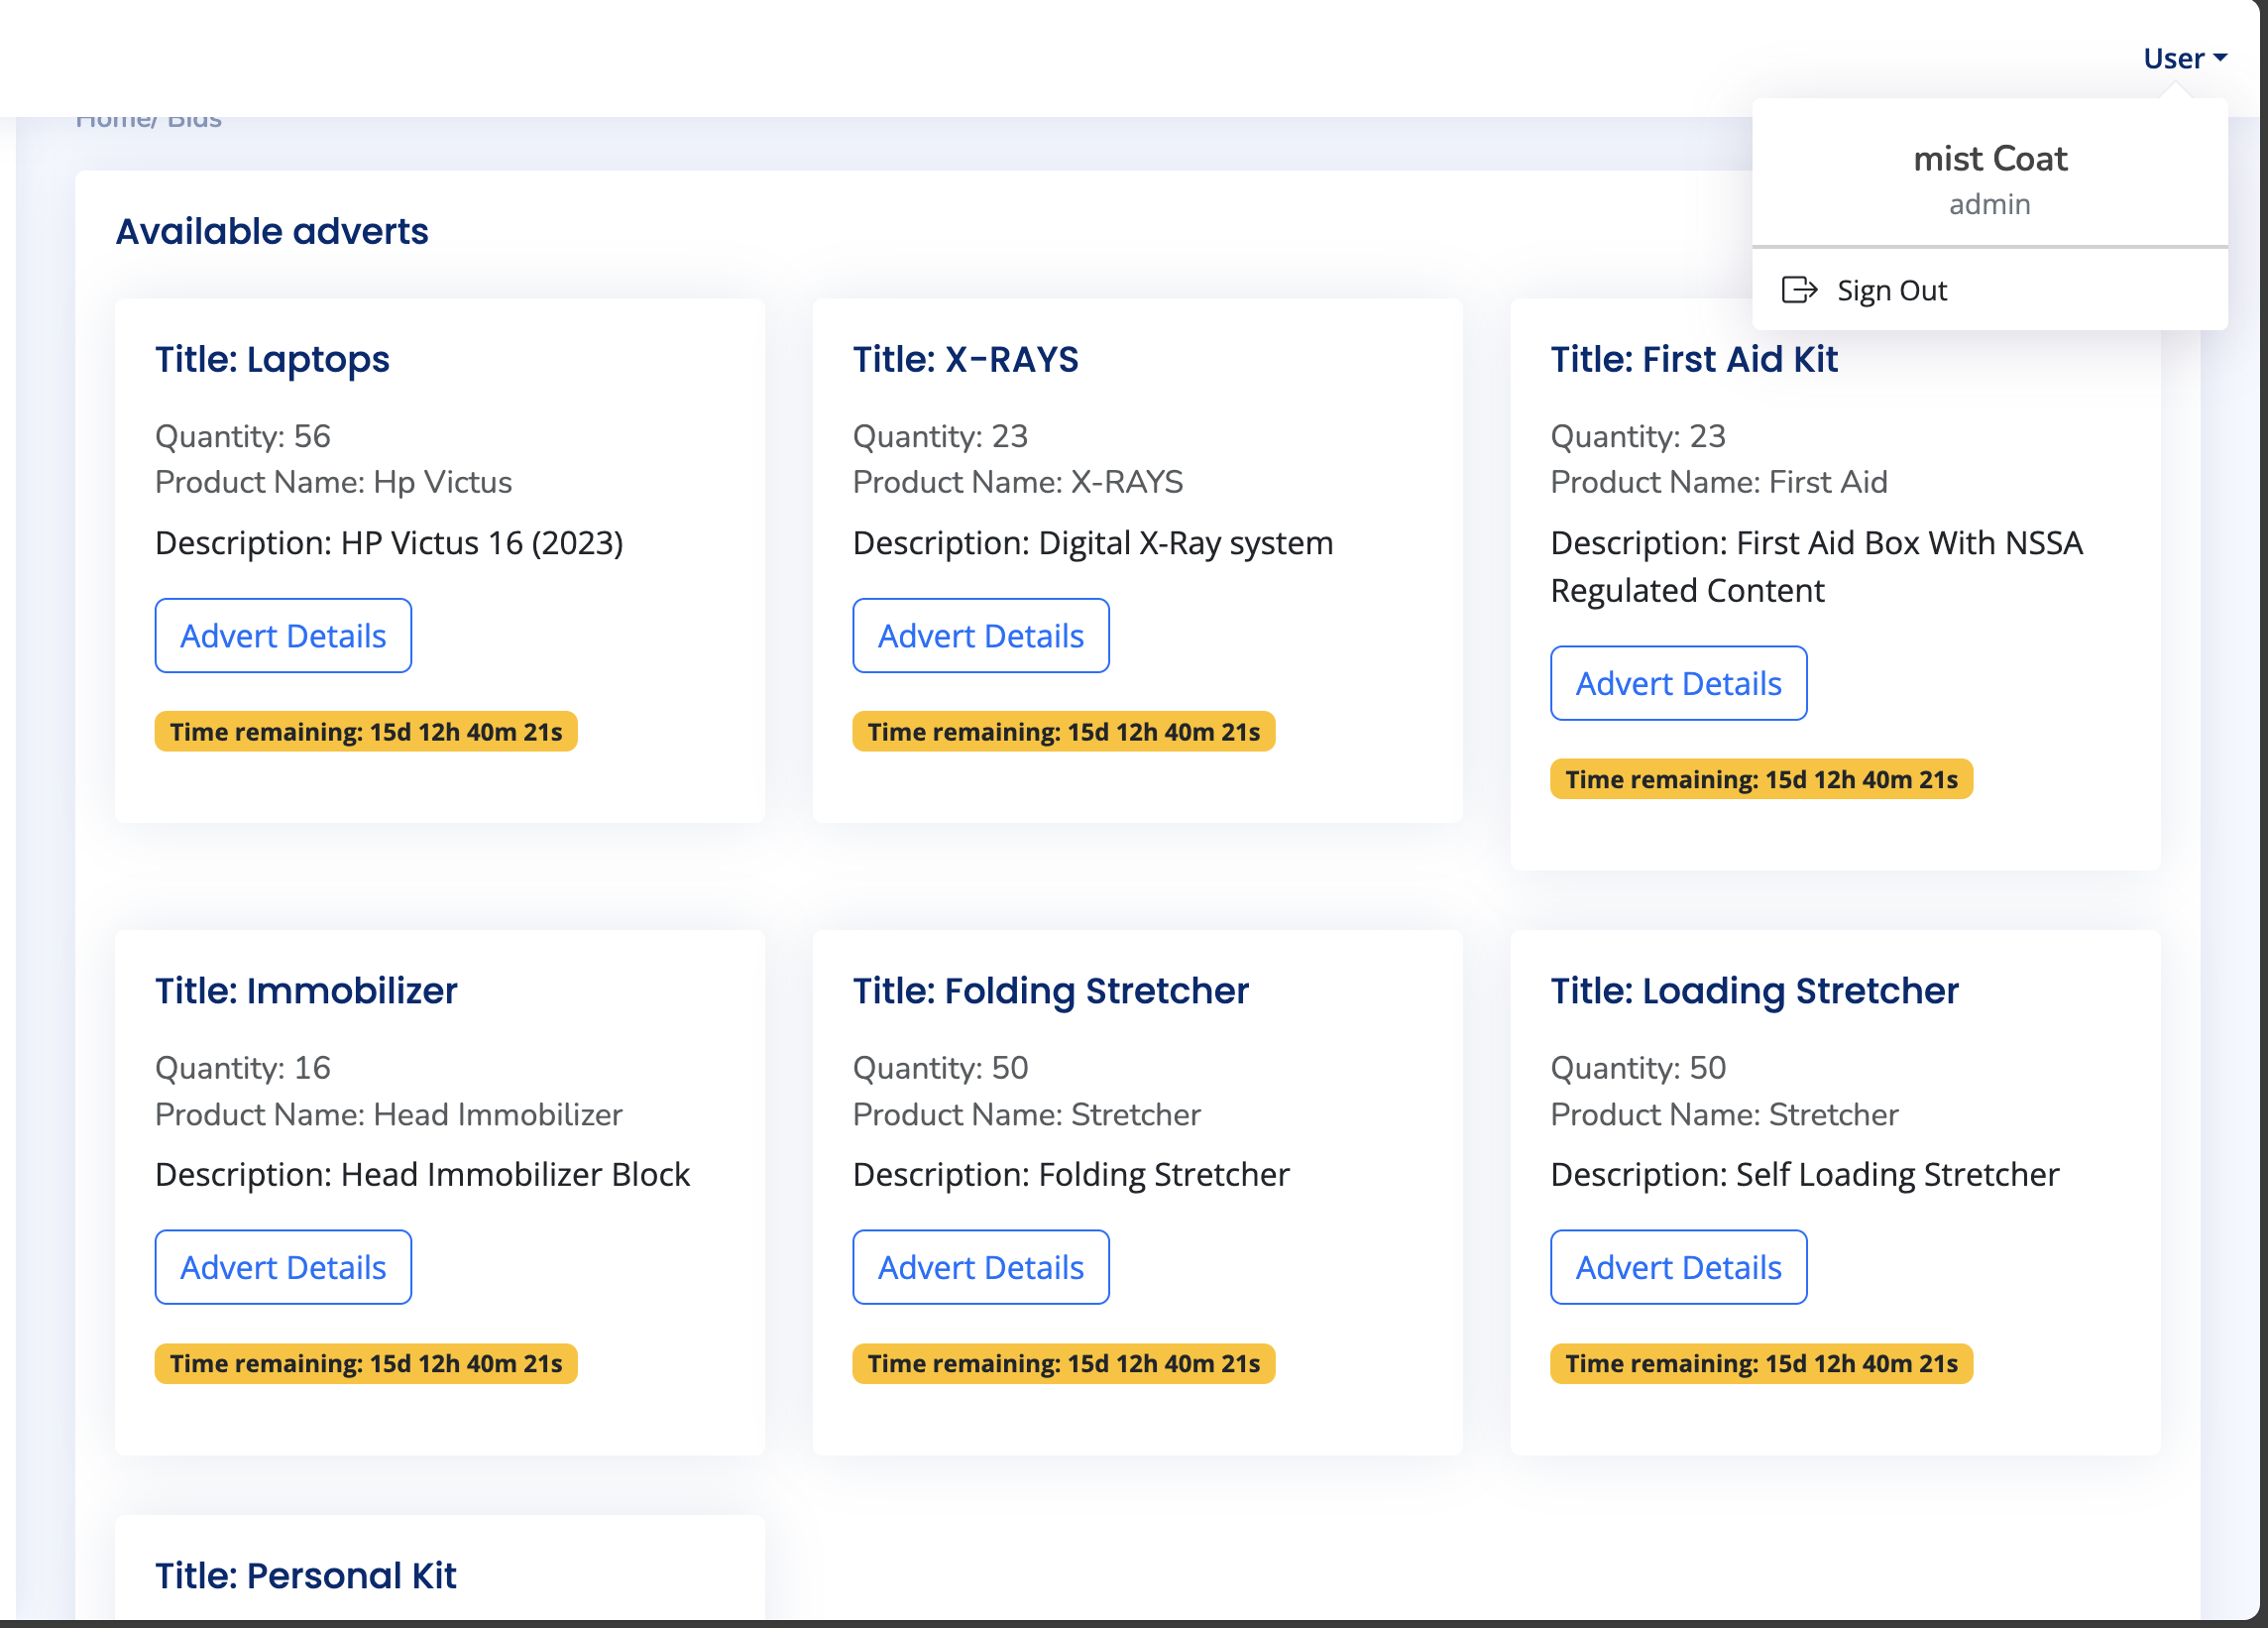 User
mist Coat
admin
Sign Out
Home/ Bids
Available adverts
Title: Laptops
Quantity: 56
Product Name: Hp Victus
Description: HP Victus 16 (2023)
Advert Details
Time remaining: 15d 12h 40m 21s
Title: X-RAYS
Quantity: 23
Product Name: X-RAYS
Description: Digital X-Ray system
Advert Details
Time remaining: 15d 12h 40m 21s
Title: First Aid Kit
Quantity: 23
Product Name: First Aid
Description: First Aid Box With NSSA
Regulated Content
Advert Details
Time remaining: 15d 12h 40m 21s
Title: Immobilizer
Quantity: 16
Product Name: Head Immobilizer
Description: Head Immobilizer Block
Advert Details
Time remaining: 15d 12h 40m 21s
Title: Folding Stretcher
Quantity: 50
Product Name: Stretcher
Description: Folding Stretcher
Advert Details
Time remaining: 15d 12h 40m 21s
Title: Loading Stretcher
Quantity: 50
Product Name: Stretcher
Description: Self Loading Stretcher
Advert Details
Time remaining: 15d 12h 40m 21s
Title: Personal Kit